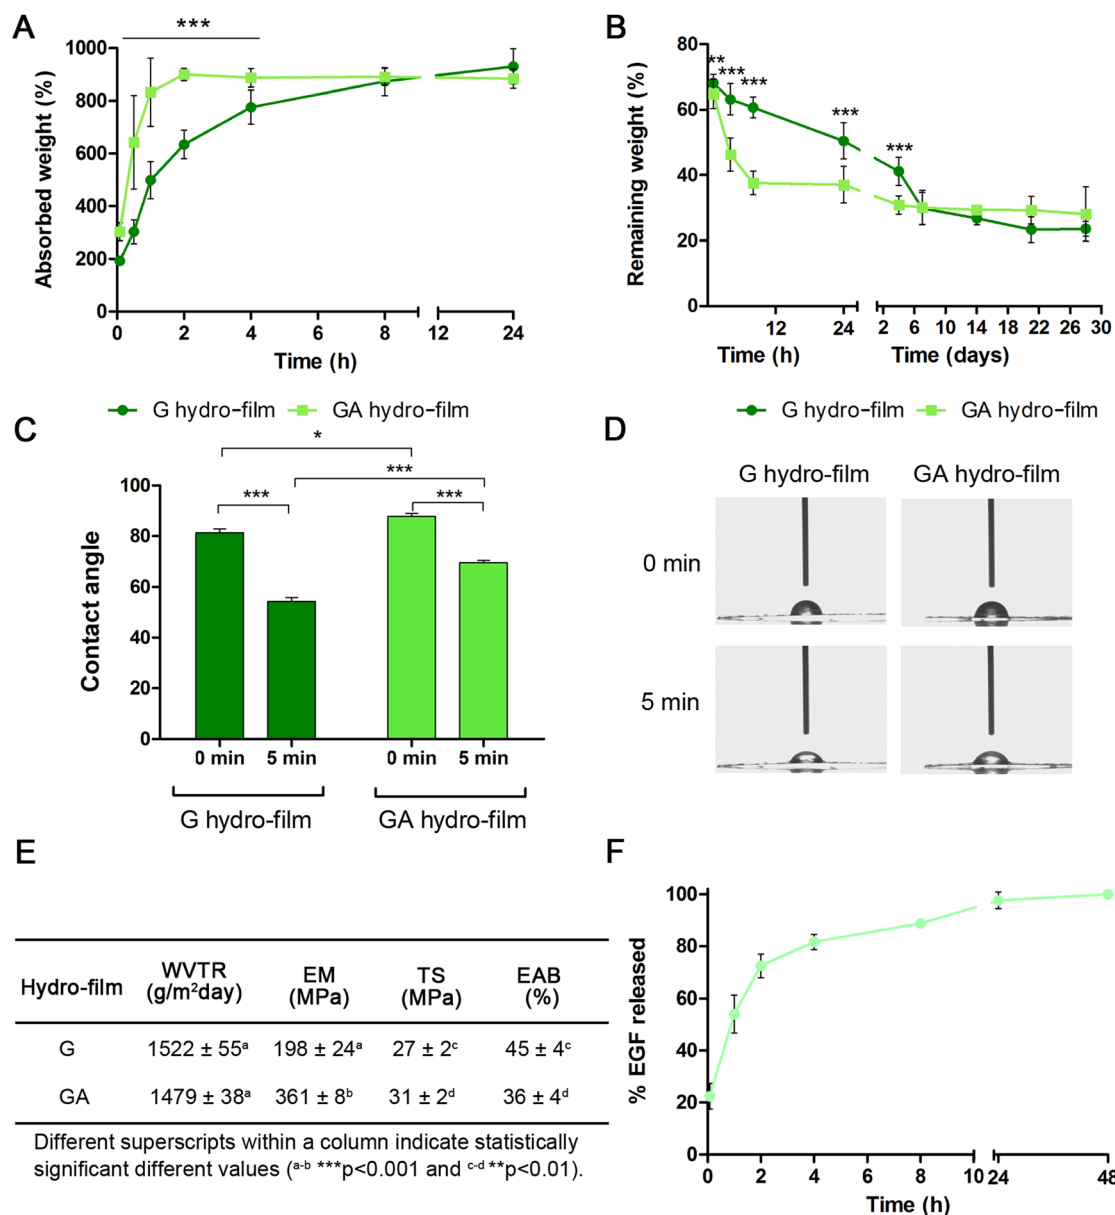 A
***
Absorbed weight (%)
1000
800
600
400
200
0
0 2 4 6 8 12 24
Time (h)
G hydro-film GA hydro-film
B
** *** *** *** ***
Remaining weight (%)
80
60
40
20
0
12 24 2 6 10 14 18 22 26 30
Time (h) Time (days)
G hydro-film GA hydro-film
C
*
***
*** ***
Contact angle
100
80
60
40
20
0
0 min 5 min 0 min 5 min
G hydro-film GA hydro-film
D
G hydro-film GA hydro-film
0 min
5 min
E
Hydro-film WVTR (g/m²day) EM (MPa) TS (MPa) EAB (%)
G 1522 ± 55ᵃ 198 ± 24ᵃ 27 ± 2ᶜ 45 ± 4ᶜ
GA 1479 ± 38ᵃ 361 ± 8ᵇ 31 ± 2ᵈ 36 ± 4ᵈ
Different superscripts within a column indicate statistically
significant different values (ᵃ⁻ᵇ ***p<0.001 and ᶜ⁻ᵈ **p<0.01).
F
% EGF released
100
80
60
40
20
0
0 2 4 6 8 10 24 48
Time (h)